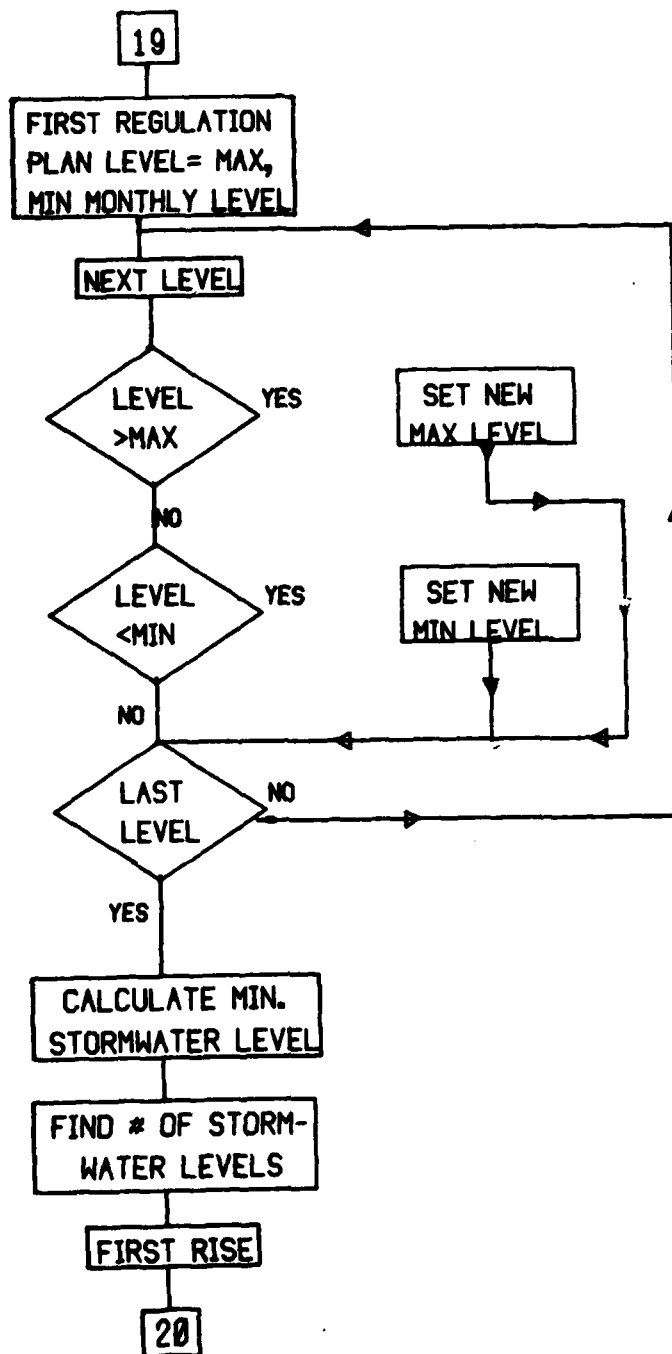 19
FIRST REGULATION
PLAN LEVEL= MAX,
MIN MONTHLY LEVEL
NEXT LEVEL
LEVEL
>MAX
YES
SET NEW
MAX LEVEL
NO
LEVEL
<MIN
YES
SET NEW
MIN LEVEL
NO
LAST
LEVEL
NO
YES
CALCULATE MIN.
STORMWATER LEVEL
FIND # OF STORM-
WATER LEVELS
FIRST RISE
20